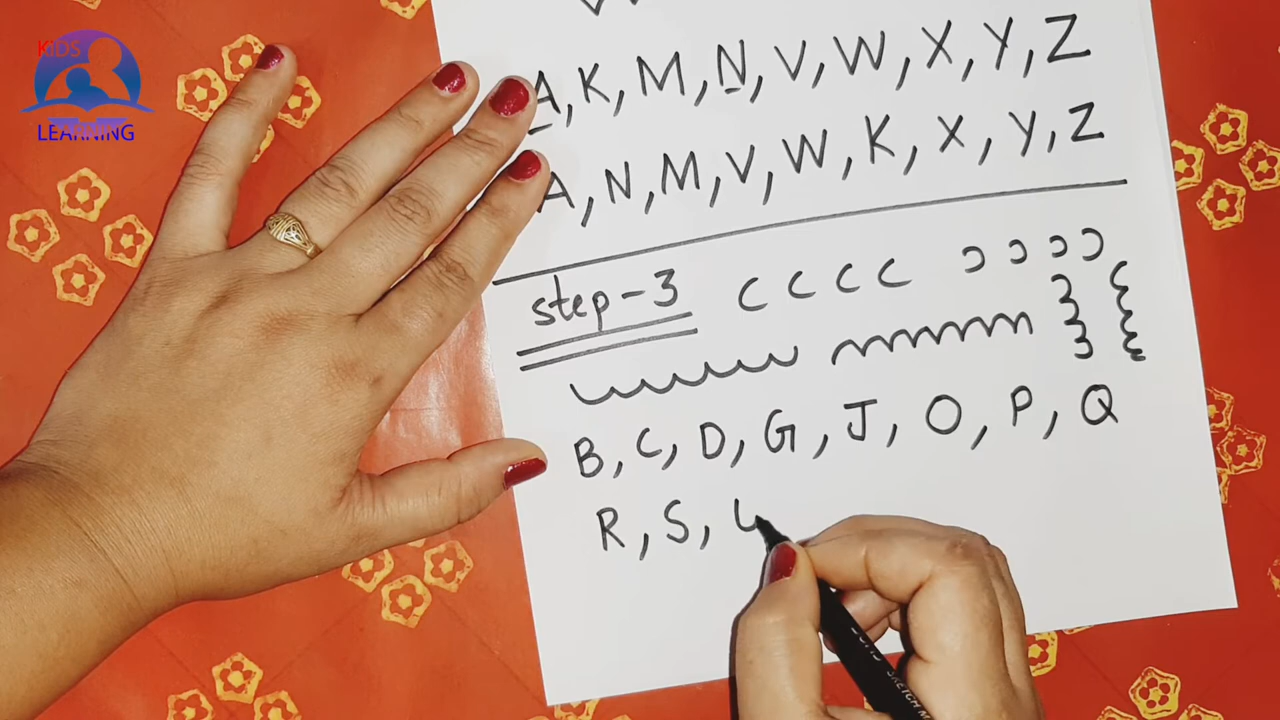 KIDS
LEARNING
A, K, M, N, V, W, X, Y, Z
A, N, M, V, W, K, X, Y, Z
step-3 C C C C
B, C, D, G, J, O, P, Q
R, S, U